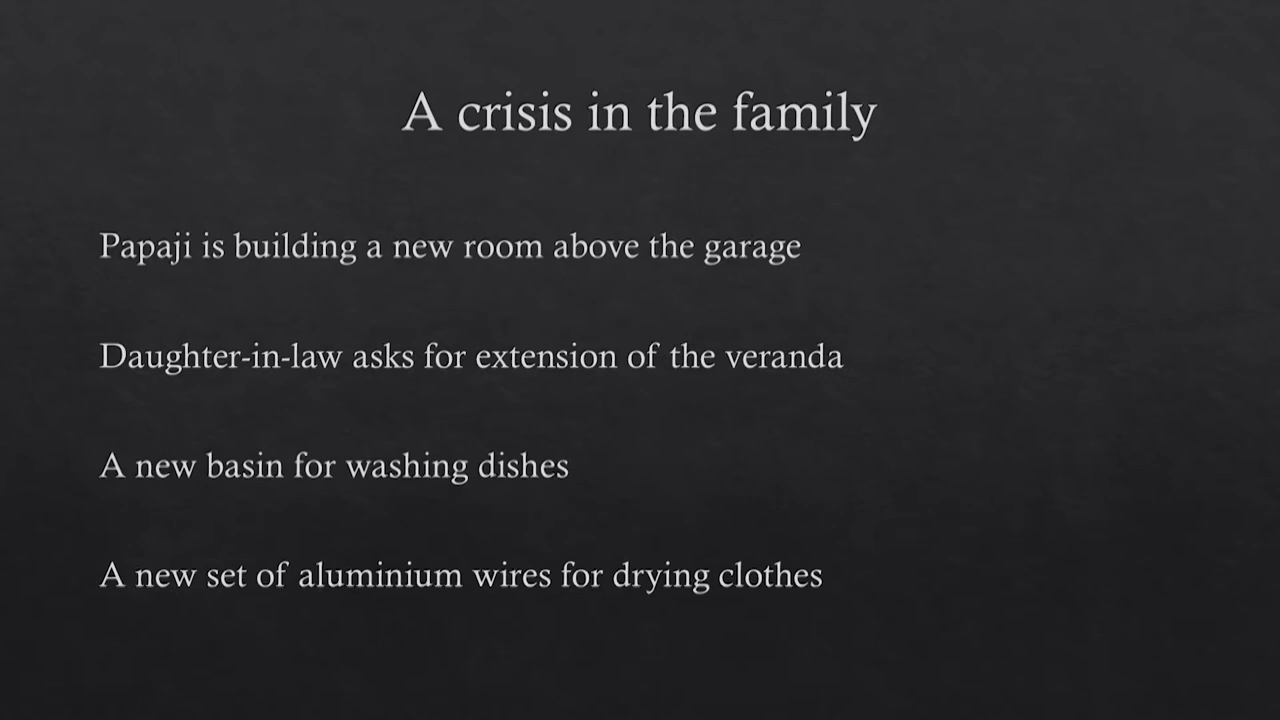 A crisis in the family
Papaji is building a new room above the garage
Daughter-in-law asks for extension of the veranda
A new basin for washing dishes
A new set of aluminium wires for drying clothes